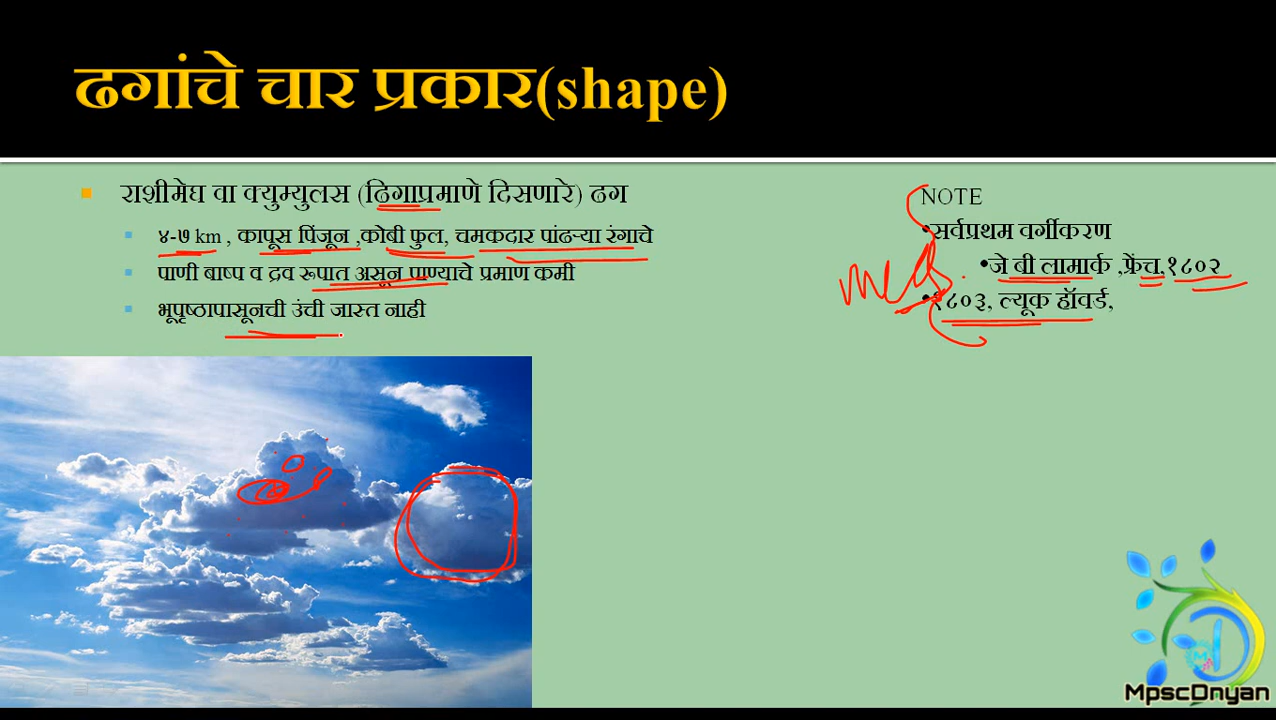 ढगांचे चार प्रकार(shape)
राशीमेघ वा क्युम्युलस (ढिगाप्रमाणे दिसणारे) ढग
४-७ km , कापूस पिंजून ,कोबी फुल, चमकदार पांढऱ्या रंगाचे
पाणी बाष्प व द्रव रूपात असून पाण्याचे प्रमाण कमी
भूपृष्ठापासूनची उंची जास्त नाही
NOTE
सर्वप्रथम वर्गीकरण
जे बी लामार्क ,फ्रेंच,१८०२
१८०३, ल्यूक हॉवर्ड,
MpscDnyan